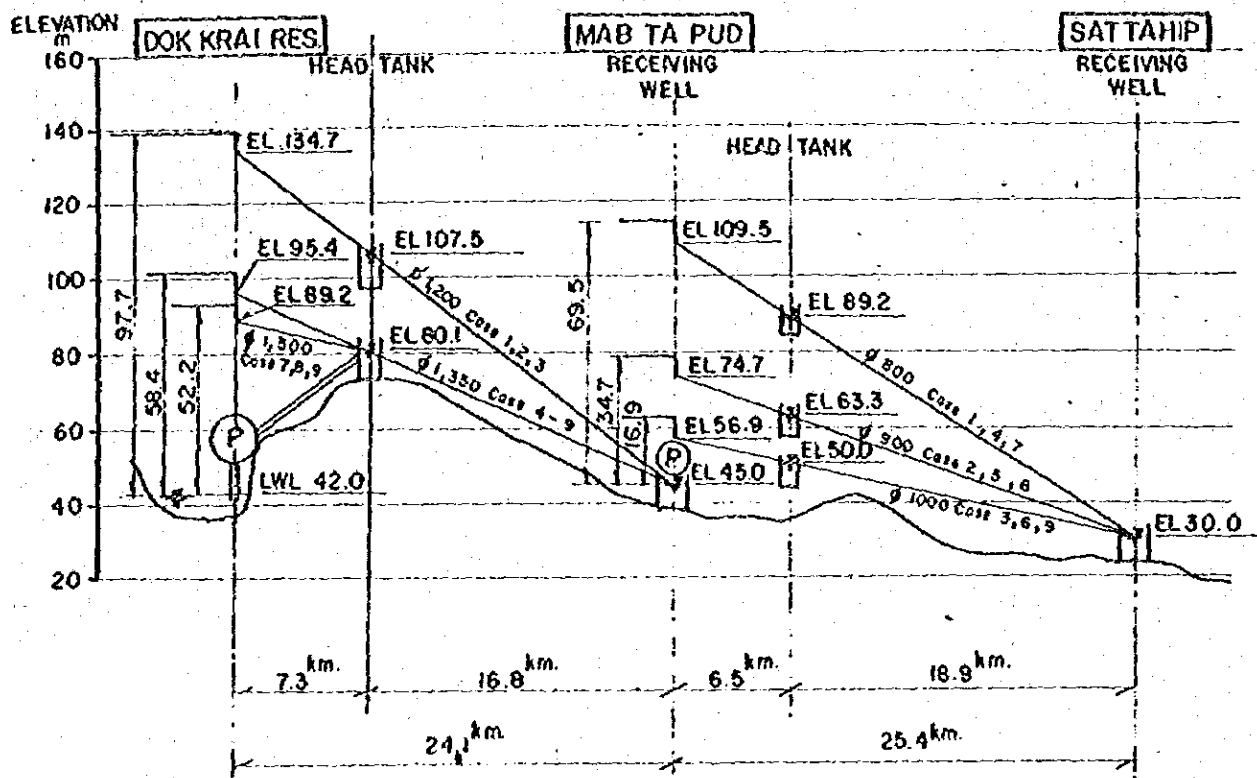 ELEVATION
m
DOK KRAI RES.
MAB TA PUD
SAT TAHIP
HEAD TANK
RECEIVING
WELL
RECEIVING
WELL
160
140
120
100
80
60
40
20
EL.134.7
HEAD TANK
EL 95.4
EL 107.5
EL 109.5
EL 89.2
EL 89.2
EL 80.1
EL 74.7
EL 63.3
EL 56.9
EL 50.0
EL 45.0
LWL 42.0
EL 30.0
97.7
58.4
52.2
69.5
34.7
16.9
P
P
ø 1,200 Case 1,2,3
ø 1,300
Case 7,8,9
ø 1,350 Case 4-9
ø 800 Case 1,4,7
ø 900 Case 2,5,8
ø 1000 Case 3,6,9
7.3 km.
16.8 km.
6.5 km.
18.9 km.
24.1 km.
25.4 km.